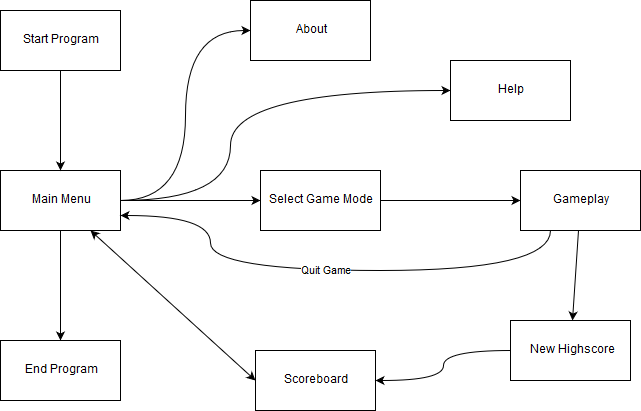 About
Start Program
Help
Main Menu
Select Game Mode
Gameplay
Quit Game
New Highscore
End Program
Scoreboard